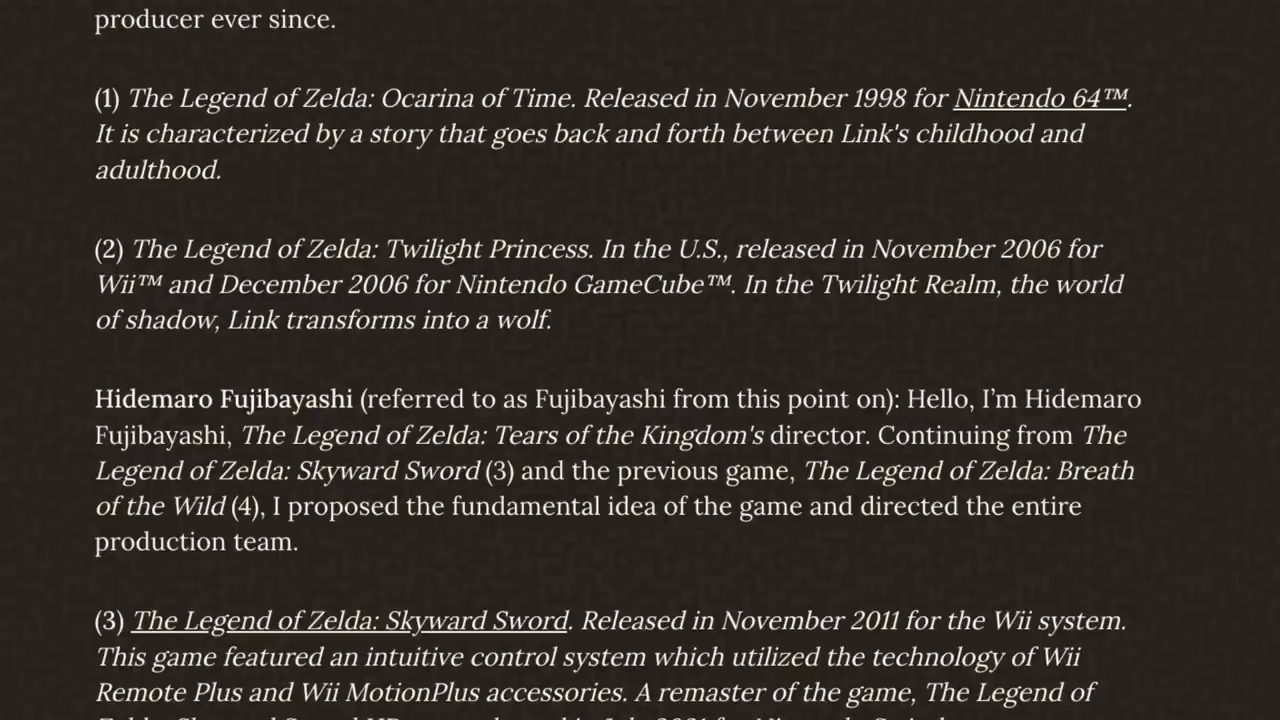 producer ever since.
(1) The Legend of Zelda: Ocarina of Time. Released in November 1998 for Nintendo 64™.
It is characterized by a story that goes back and forth between Link's childhood and
adulthood.
(2) The Legend of Zelda: Twilight Princess. In the U.S., released in November 2006 for
Wii™ and December 2006 for Nintendo GameCube™. In the Twilight Realm, the world
of shadow, Link transforms into a wolf.
Hidemaro Fujibayashi (referred to as Fujibayashi from this point on): Hello, I’m Hidemaro
Fujibayashi, The Legend of Zelda: Tears of the Kingdom's director. Continuing from The
Legend of Zelda: Skyward Sword (3) and the previous game, The Legend of Zelda: Breath
of the Wild (4), I proposed the fundamental idea of the game and directed the entire
production team.
(3) The Legend of Zelda: Skyward Sword. Released in November 2011 for the Wii system.
This game featured an intuitive control system which utilized the technology of Wii
Remote Plus and Wii MotionPlus accessories. A remaster of the game, The Legend of